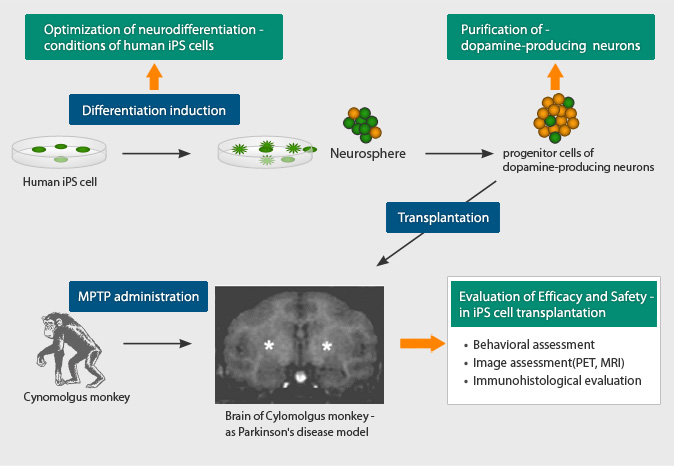 Optimization of neurodifferentiation -
conditions of human iPS cells
Purification of -
dopamine-producing neurons
Differentiation induction
Neurosphere
Human iPS cell
progenitor cells of
dopamine-producing neurons
Transplantation
MPTP administration
Evaluation of Efficacy and Safety -
in iPS cell transplantation
• Behavioral assessment
• Image assessment(PET, MRI)
• Immunohistological evaluation
* *
Cynomolgus monkey
Brain of Cylomolgus monkey -
as Parkinson's disease model